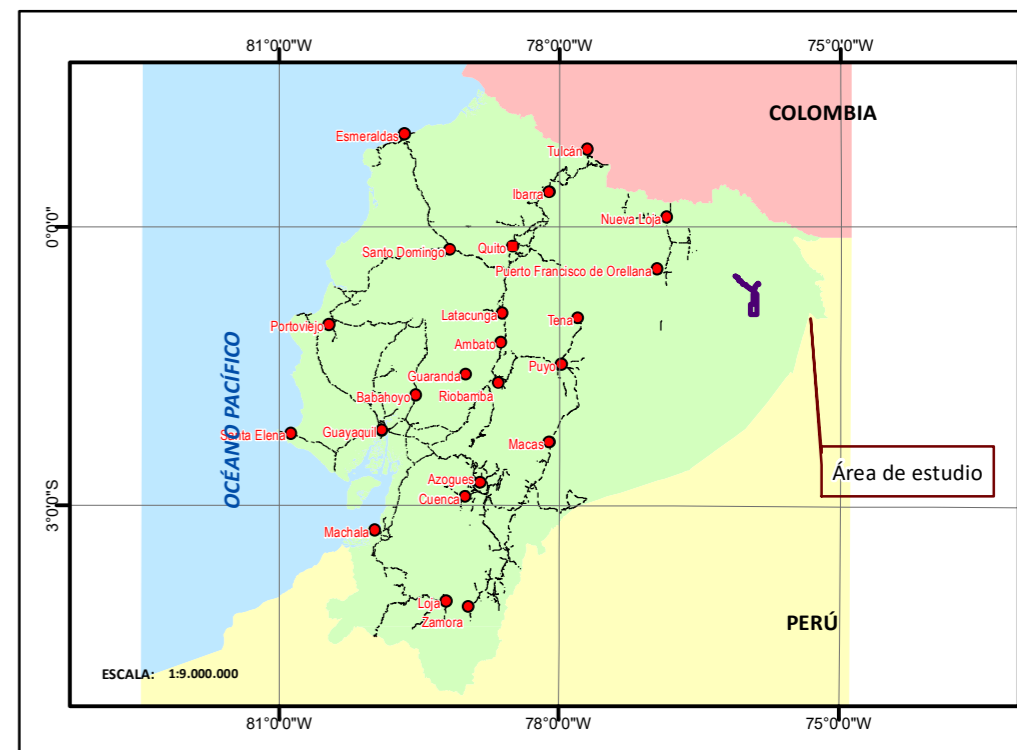 81°0'0"W
78°0'0"W
75°0'0"W
COLOMBIA
Esmeraldas
Tulcán
Ibarra
Nueva Loja
0°0'0"
Santo Domingo
Quito
Puerto Francisco de Orellana
Latacunga
Tena
Portoviejo
Ambato
OCÉANO PACÍFICO
Guaranda
Puyo
Babahoyo
Riobamba
Santa Elena
Guayaquil
Macas
Área de estudio
Azogues
Cuenca
3°0'0"S
Machala
Loja
Zamora
PERÚ
ESCALA: 1:9.000.000
81°0'0"W
78°0'0"W
75°0'0"W